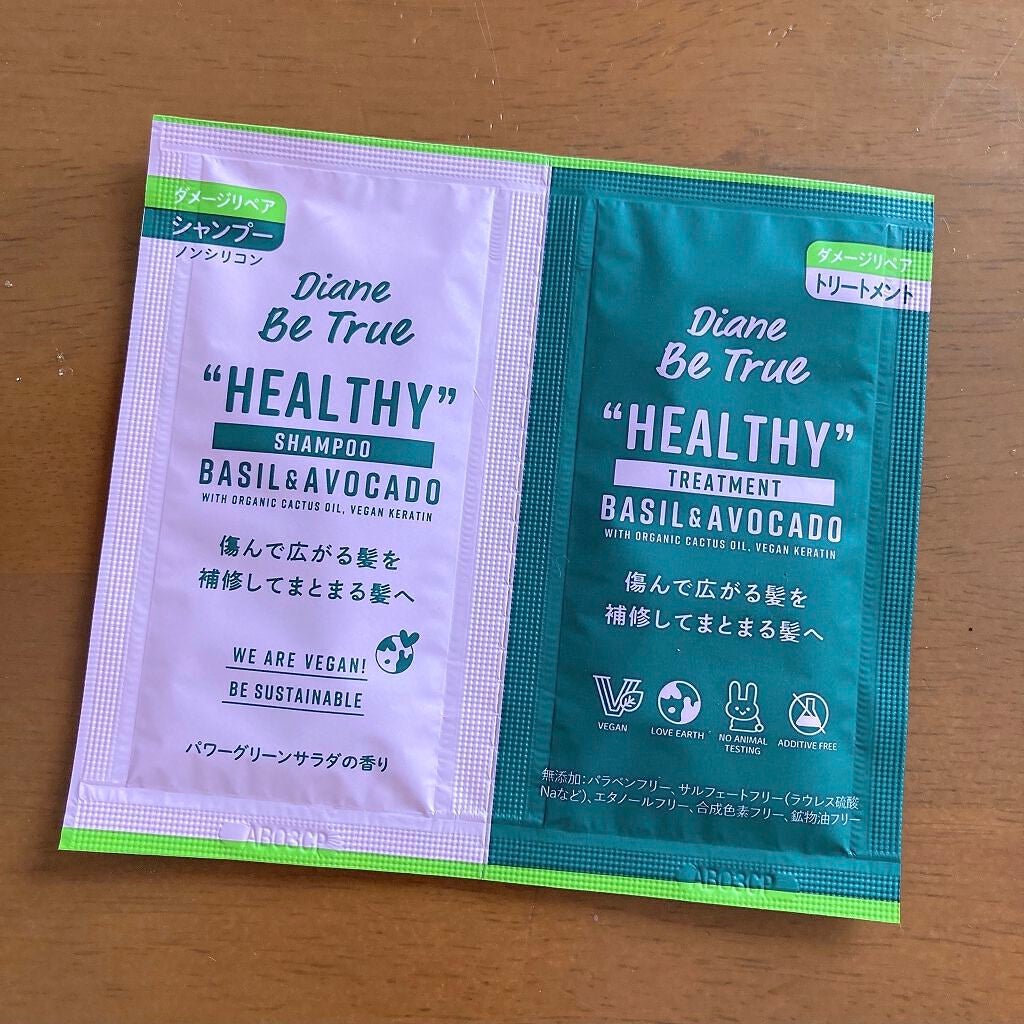 ダメージリペア
シャンプー
ノンシリコン
Diane
Be True
“HEALTHY”
SHAMPOO
BASIL&AVOCADO
WITH ORGANIC CACTUS OIL, VEGAN KERATIN
傷んで広がる髪を
補修してまとまる髪へ
WE ARE VEGAN!
BE SUSTAINABLE
パワーグリーンサラダの香り
ダメージリペア
トリートメント
Diane
Be True
“HEALTHY”
TREATMENT
BASIL&AVOCADO
WITH ORGANIC CACTUS OIL, VEGAN KERATIN
傷んで広がる髪を
補修してまとまる髪へ
VEGAN
LOVE EARTH
NO ANIMAL
TESTING
ADDITIVE FREE
無添加：パラベンフリー、サルフェートフリー（ラウレス硫酸
Naなど）、エタノールフリー、合成色素フリー、鉱物油フリー